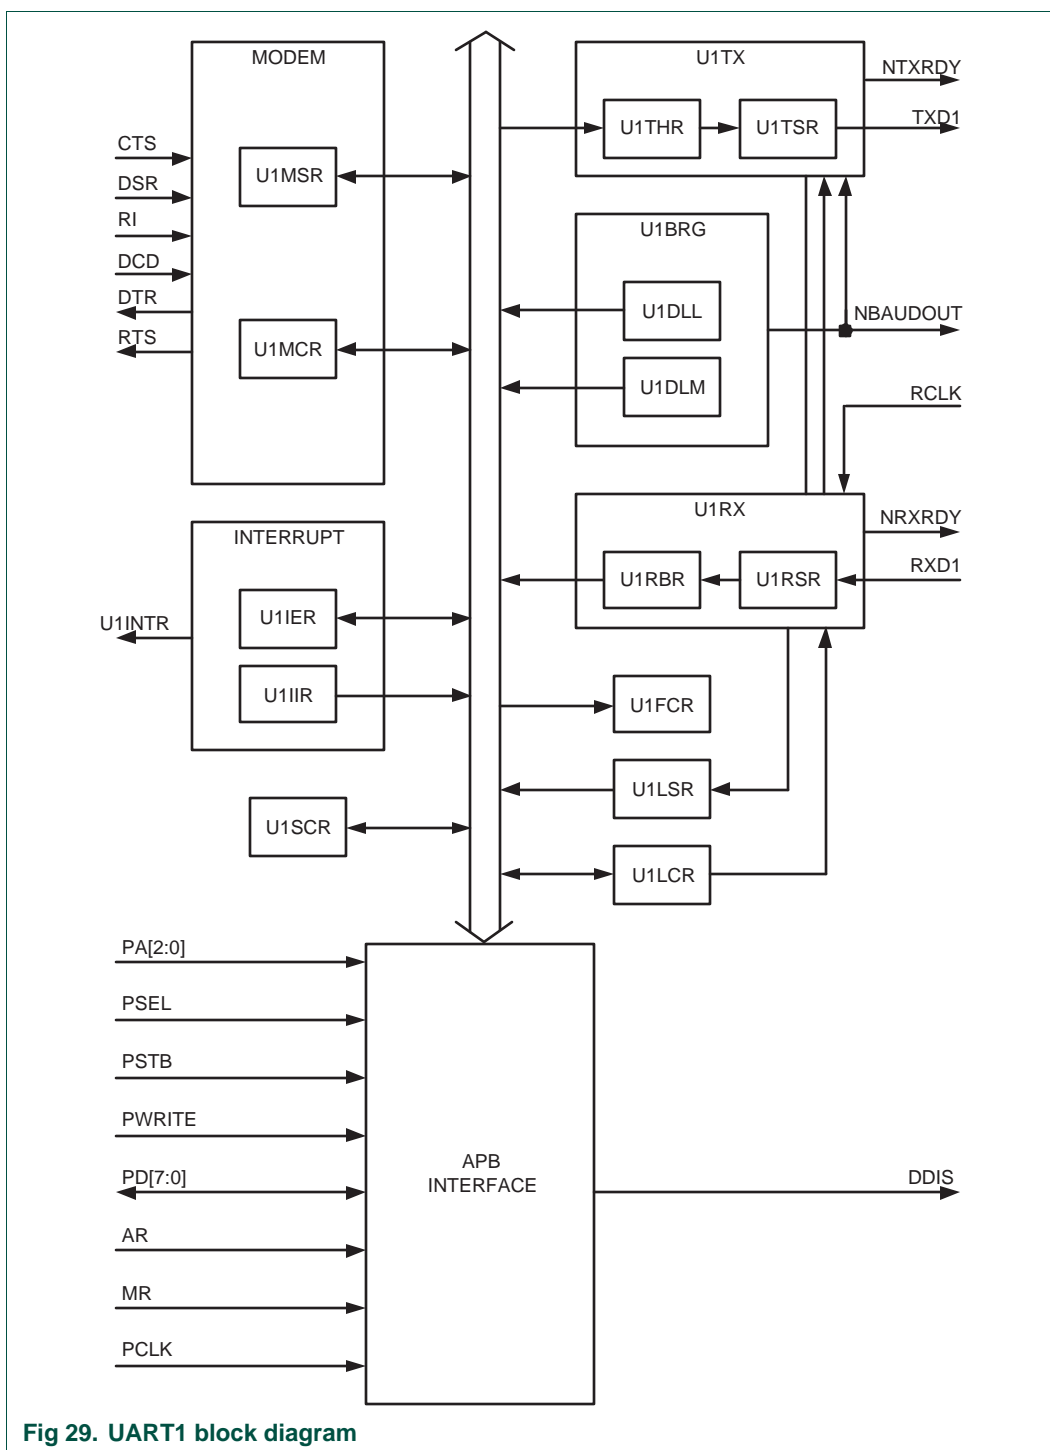 MODEM
CTS
DSR
RI
DCD
DTR
RTS
U1MSR
U1MCR
U1TX
U1THR
U1TSR
NTXRDY
TXD1
U1BRG
U1DLL
U1DLM
NBAUDOUT
RCLK
U1RX
U1RBR
U1RSR
NRXRDY
RXD1
INTERRUPT
U1INTR
U1IER
U1IIR
U1FCR
U1LSR
U1SCR
U1LCR
PA[2:0]
PSEL
PSTB
PWRITE
PD[7:0]
AR
MR
PCLK
APB
INTERFACE
DDIS
Fig 29. UART1 block diagram